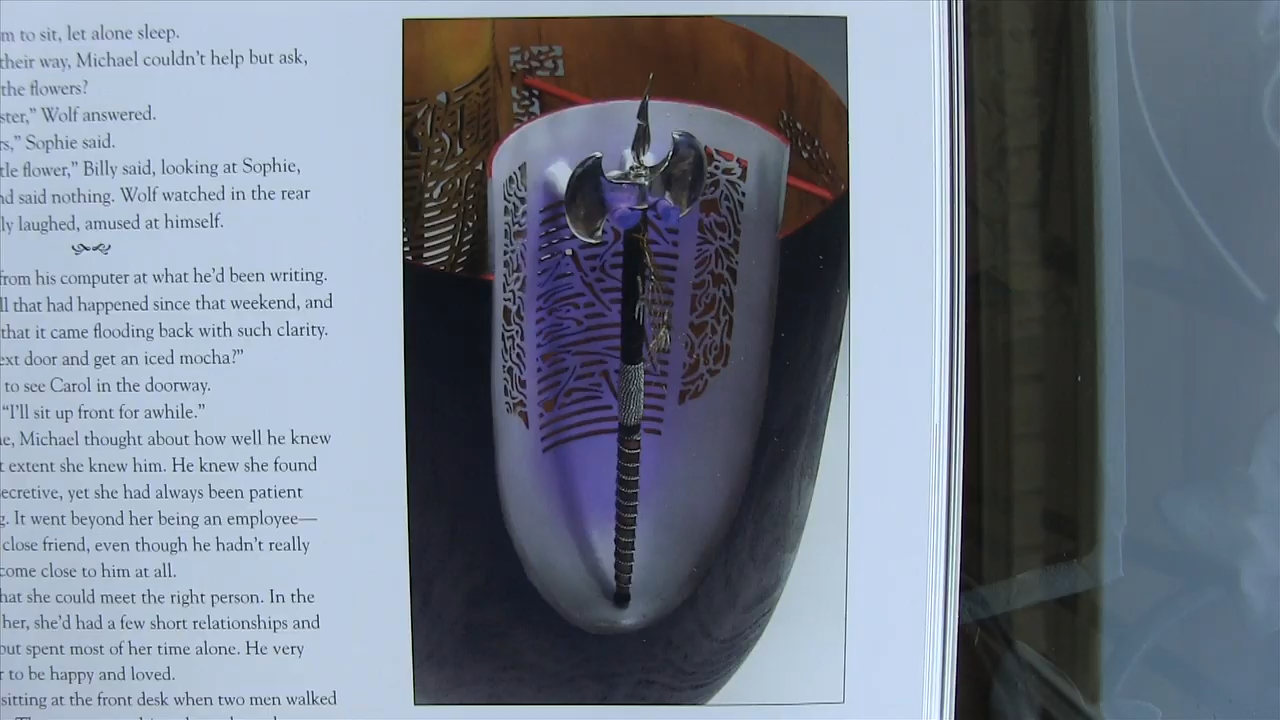 m to sit, let alone sleep.
their way, Michael couldn't help but ask,
the flowers?
ster,” Wolf answered.
rs,” Sophie said.
tle flower,” Billy said, looking at Sophie,
nd said nothing. Wolf watched in the rear
ly laughed, amused at himself.
from his computer at what he'd been writing.
ll that had happened since that weekend, and
that it came flooding back with such clarity.
ext door and get an iced mocha?”
to see Carol in the doorway.
“I'll sit up front for awhile.”
e, Michael thought about how well he knew
t extent she knew him. He knew she found
ecretive, yet she had always been patient
g. It went beyond her being an employee—
close friend, even though he hadn't really
come close to him at all.
hat she could meet the right person. In the
her, she'd had a few short relationships and
out spent most of her time alone. He very
r to be happy and loved.
sitting at the front desk when two men walked